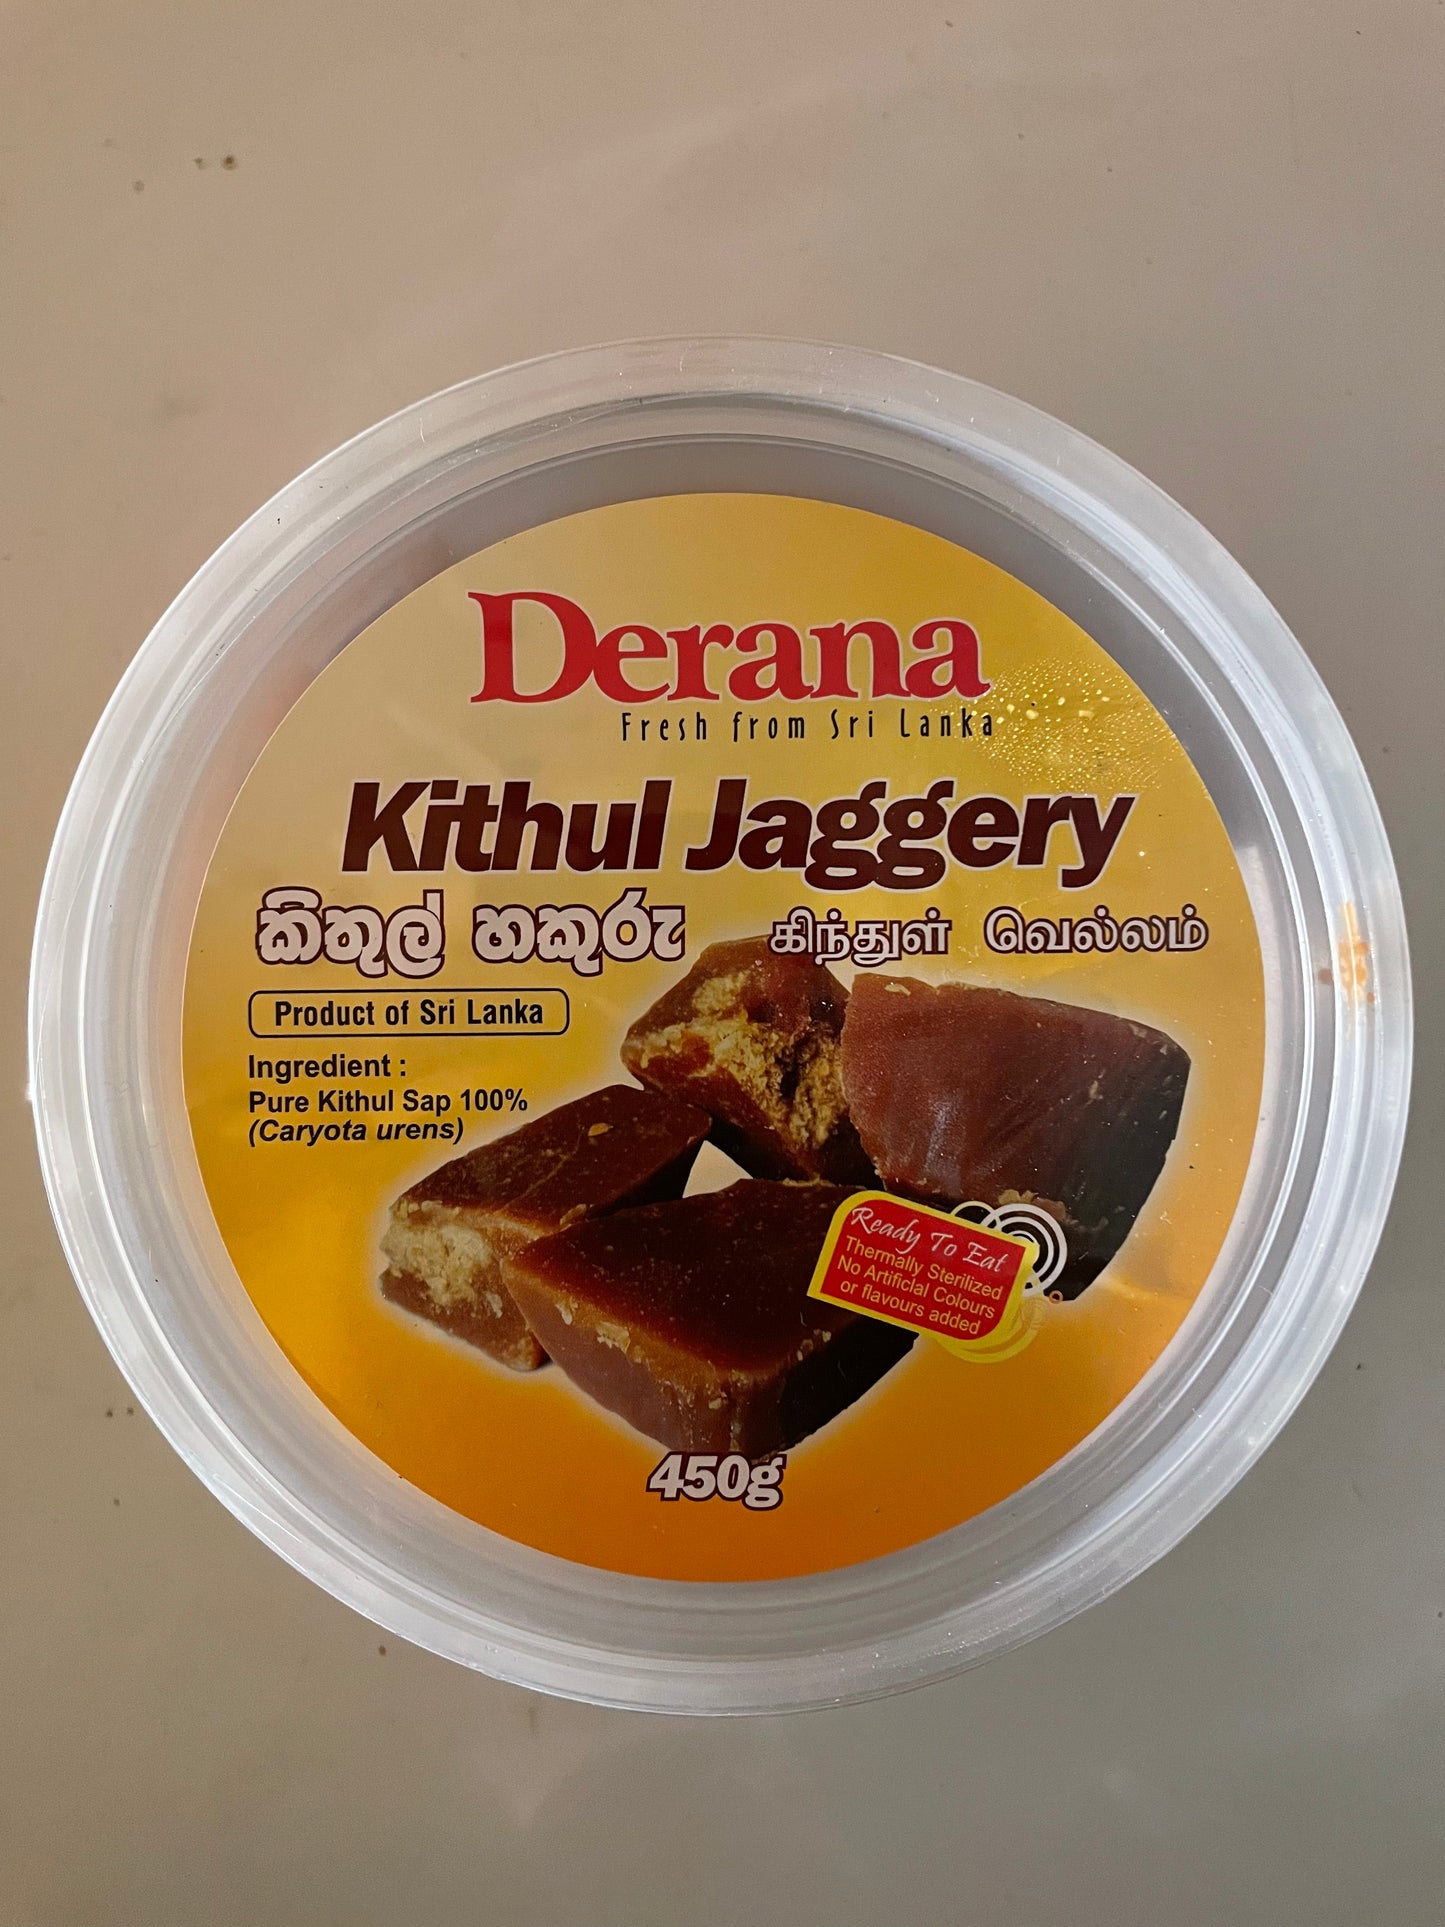 Derana
Fresh from Sri Lanka
Kithul Jaggery
කිතුල් හකුරු
கிந்துள் வெல்லம்
Product of Sri Lanka
Ingredient :
Pure Kithul Sap 100%
(Caryota urens)
Ready To Eat
Thermally Sterilized
No Artificial Colours
or flavours added
450g